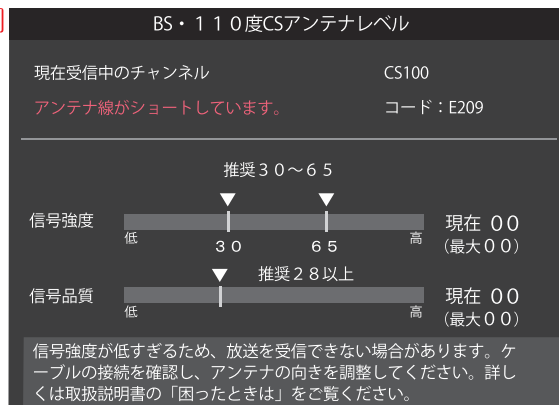 BS・１１０度CSアンテナレベル
現在受信中のチャンネル CS100
アンテナ線がショートしています。 コード：E209
推奨３０～６５
信号強度 低 ３０ ６５ 高 現在 ００
(最大００)
推奨２８以上
信号品質 低 高 現在 ００
(最大００)
信号強度が低すぎるため、放送を受信できない場合があります。ケ
ーブルの接続を確認し、アンテナの向きを調整してください。詳し
くは取扱説明書の「困ったときは」をご覧ください。